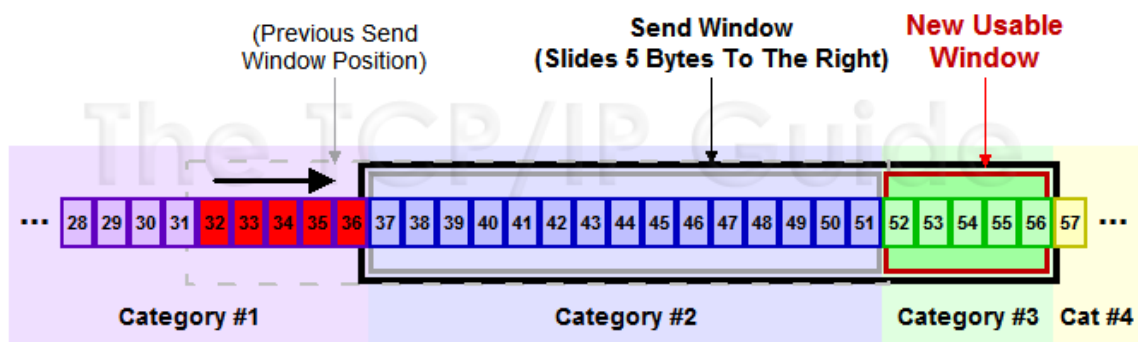 (Previous Send
Window Position)
Send Window
(Slides 5 Bytes To The Right)
New Usable
Window
The TCP/IP Guide
... 28 29 30 31 32 33 34 35 36 37 38 39 40 41 42 43 44 45 46 47 48 49 50 51 52 53 54 55 56 57 ...
Category #1 Category #2 Category #3 Cat #4